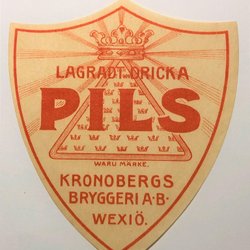 LAGRADT DRICKA
PILS
WARU MÄRKE.
KRONOBERGS
BRYGGERI A·B·
WEXIÖ.